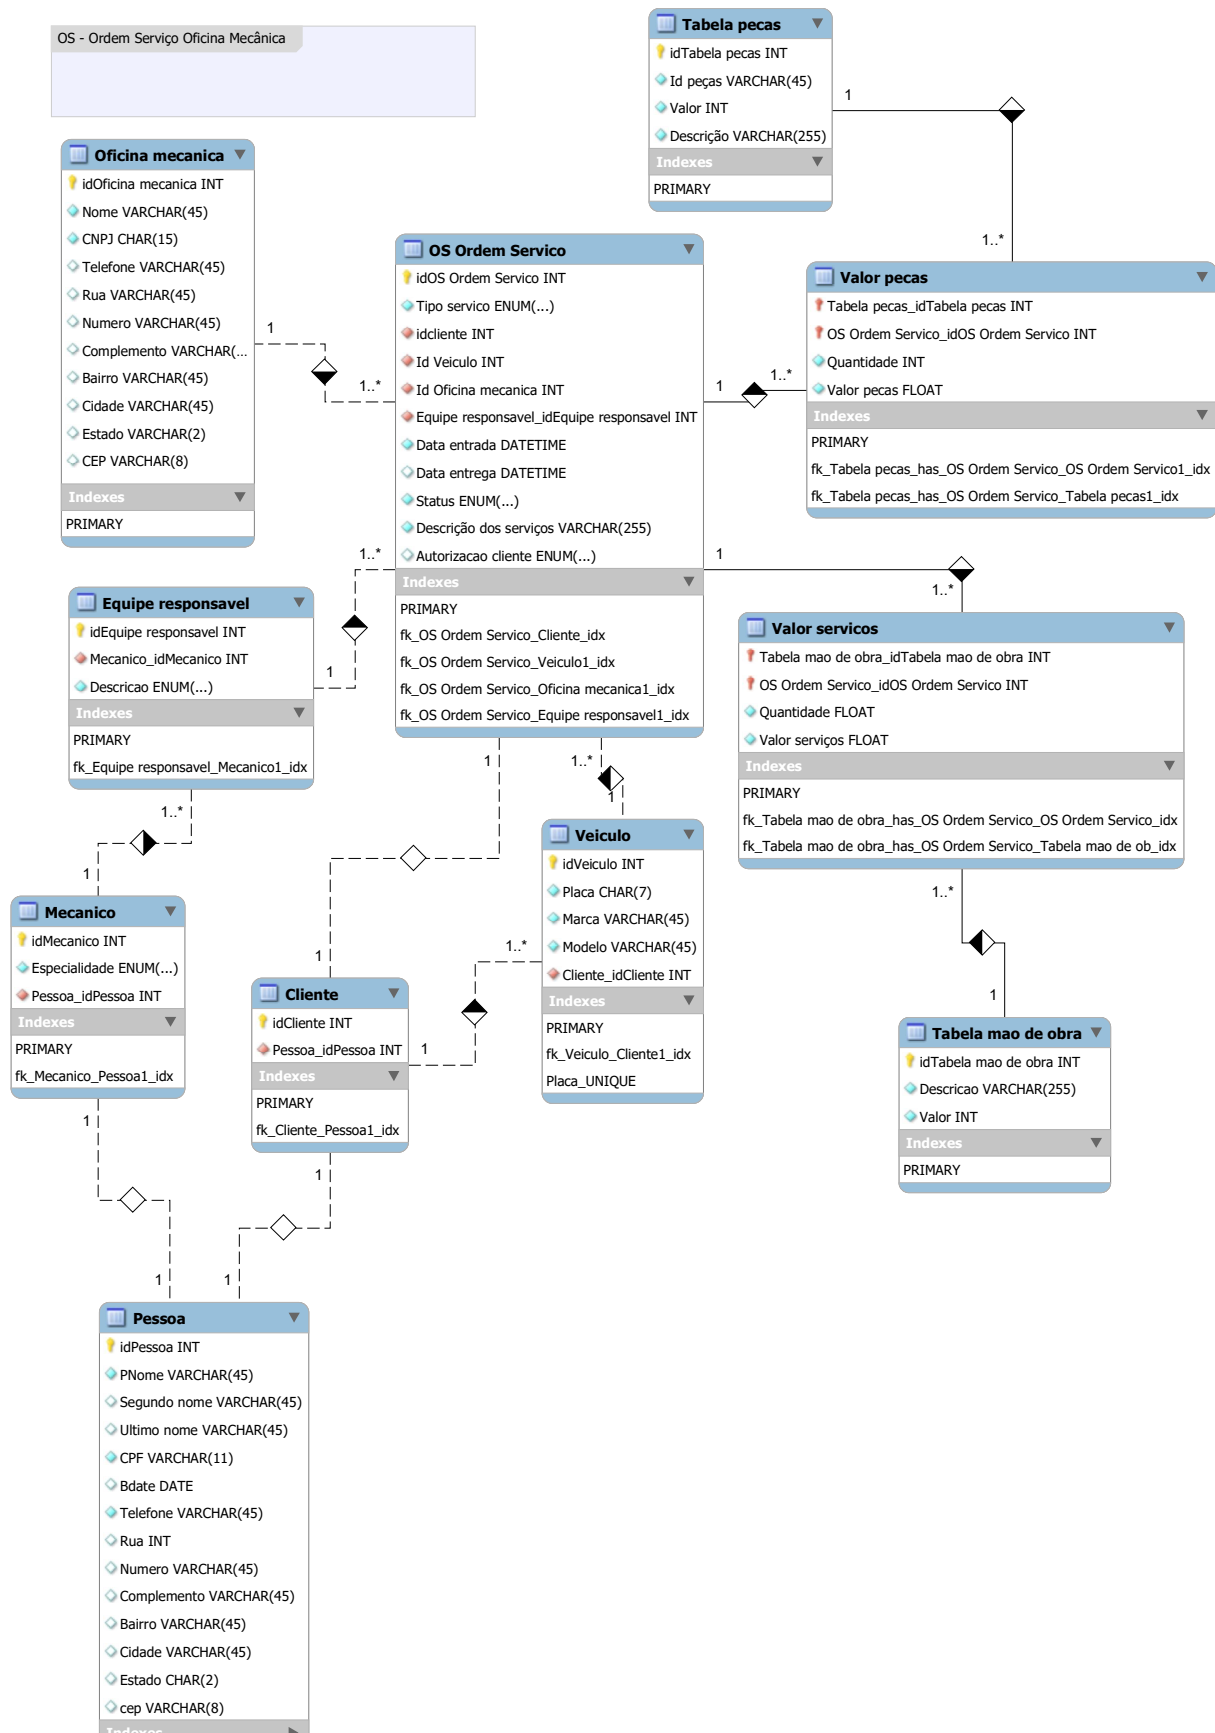 OS - Ordem Serviço Oficina Mecânica
Tabela pecas
idTabela pecas INT
Id peças VARCHAR(45)
Valor INT
Descrição VARCHAR(255)
Indexes
PRIMARY
1
1..*
Oficina mecanica
idOficina mecanica INT
Nome VARCHAR(45)
CNPJ CHAR(15)
Telefone VARCHAR(45)
Rua VARCHAR(45)
Numero VARCHAR(45)
Complemento VARCHAR(...
Bairro VARCHAR(45)
Cidade VARCHAR(45)
Estado VARCHAR(2)
CEP VARCHAR(8)
Indexes
PRIMARY
1
1..*
OS Ordem Servico
idOS Ordem Servico INT
Tipo servico ENUM(...)
idcliente INT
Id Veiculo INT
Id Oficina mecanica INT
Equipe responsavel_idEquipe responsavel INT
Data entrada DATETIME
Data entrega DATETIME
Status ENUM(...)
Descrição dos serviços VARCHAR(255)
Autorizacao cliente ENUM(...)
Indexes
PRIMARY
fk_OS Ordem Servico_Cliente_idx
fk_OS Ordem Servico_Veiculo1_idx
fk_OS Ordem Servico_Oficina mecanica1_idx
fk_OS Ordem Servico_Equipe responsavel1_idx
1
1..*
Valor pecas
Tabela pecas_idTabela pecas INT
OS Ordem Servico_idOS Ordem Servico INT
Quantidade INT
Valor pecas FLOAT
Indexes
PRIMARY
fk_Tabela pecas_has_OS Ordem Servico_OS Ordem Servico1_idx
fk_Tabela pecas_has_OS Ordem Servico_Tabela pecas1_idx
1
1..*
Valor servicos
Tabela mao de obra_idTabela mao de obra INT
OS Ordem Servico_idOS Ordem Servico INT
Quantidade FLOAT
Valor serviços FLOAT
Indexes
PRIMARY
fk_Tabela mao de obra_has_OS Ordem Servico_OS Ordem Servico_idx
fk_Tabela mao de obra_has_OS Ordem Servico_Tabela mao de ob_idx
1..*
1
Equipe responsavel
idEquipe responsavel INT
Mecanico_idMecanico INT
Descricao ENUM(...)
Indexes
PRIMARY
fk_Equipe responsavel_Mecanico1_idx
1..*
1
1..*
1
Mecanico
idMecanico INT
Especialidade ENUM(...)
Pessoa_idPessoa INT
Indexes
PRIMARY
fk_Mecanico_Pessoa1_idx
1
1
1
1
Cliente
idCliente INT
Pessoa_idPessoa INT
Indexes
PRIMARY
fk_Cliente_Pessoa1_idx
1..*
1
Veiculo
idVeiculo INT
Placa CHAR(7)
Marca VARCHAR(45)
Modelo VARCHAR(45)
Cliente_idCliente INT
Indexes
PRIMARY
fk_Veiculo_Cliente1_idx
Placa_UNIQUE
1..*
1
Tabela mao de obra
idTabela mao de obra INT
Descricao VARCHAR(255)
Valor INT
Indexes
PRIMARY
1
1
Pessoa
idPessoa INT
PNome VARCHAR(45)
Segundo nome VARCHAR(45)
Ultimo nome VARCHAR(45)
CPF VARCHAR(11)
Bdate DATE
Telefone VARCHAR(45)
Rua INT
Numero VARCHAR(45)
Complemento VARCHAR(45)
Bairro VARCHAR(45)
Cidade VARCHAR(45)
Estado CHAR(2)
cep VARCHAR(8)
Indexes